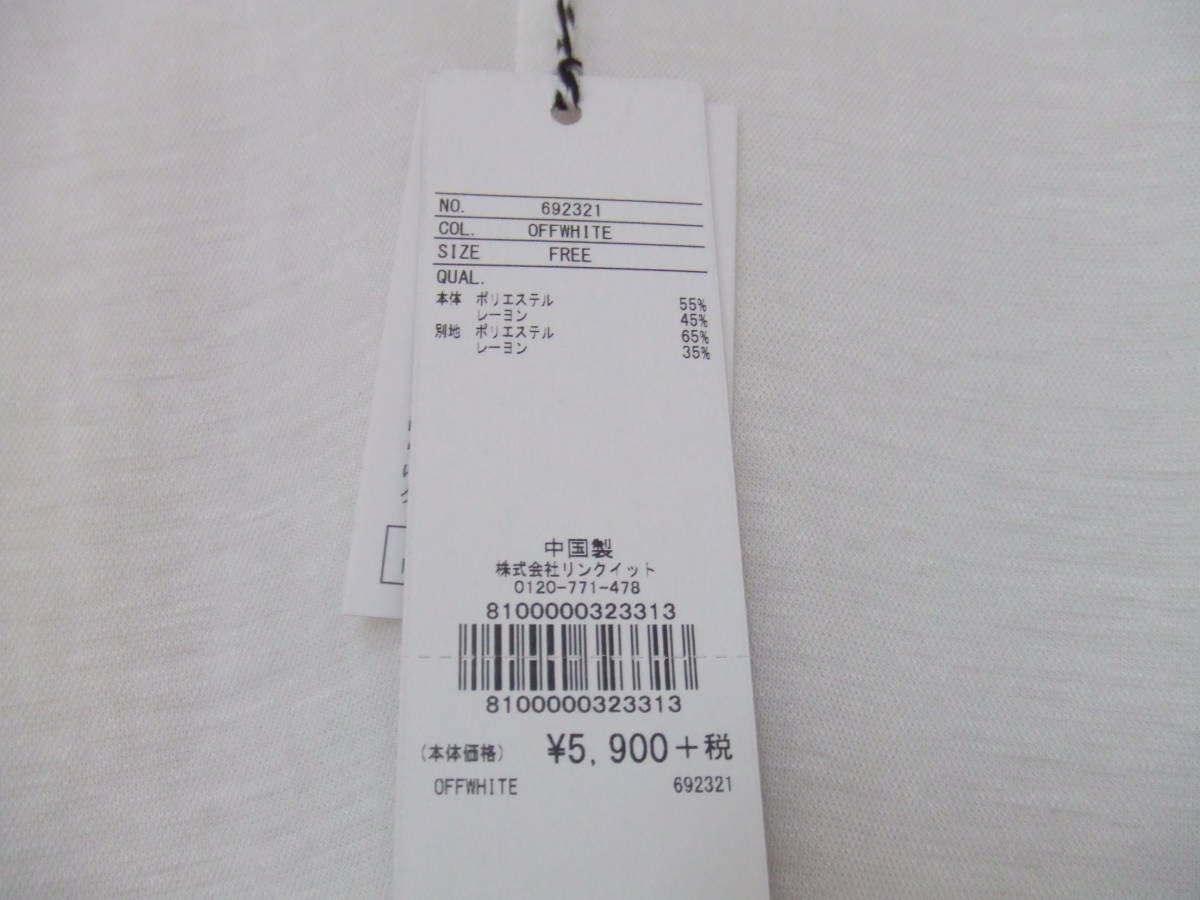 NO. 692321
COL. OFFWHITE
SIZE FREE
QUAL.
本体 ポリエステル 55%
レーヨン 45%
別地 ポリエステル 65%
レーヨン 35%
中国製
株式会社リンクイット
0120-771-478
8100000323313
8100000323313
(本体価格) ¥5,900+税
OFFWHITE 692321